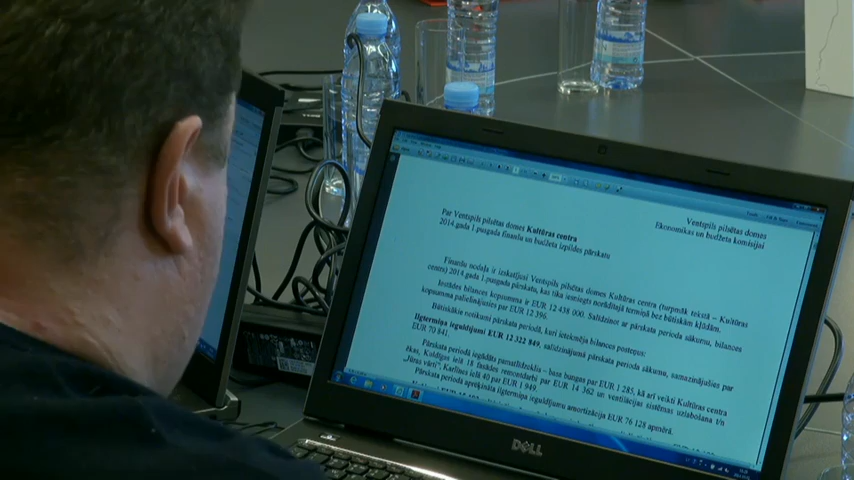 Ventspils pilsētas domes
Ekonomikas un budžeta komisijai
Par Ventspils pilsētas domes Kultūras centra
2014.gada 1.pusgada finanšu un budžeta izpildes pārskatu
Finanšu nodaļa ir izskatījusi Ventspils pilsētas domes Kultūras centra (turpmāk tekstā – Kultūras
centrs) 2014.gada 1.pusgada pārskatu, kas tika iesniegts norādītajā termiņā bez būtiskām kļūdām.
Iestādes bilances kopsumma ir EUR 12 438 000. Salīdzinot ar pārskata perioda sākumu, bilances
kopsumma palielinājusies par EUR 12 396.
Būtiskākie notikumi pārskata periodā, kuri ietekmēja bilances posteņus:
Ilgtermiņa ieguldījumi EUR 12 322 849, salīdzinājumā pārskata perioda sākumu, samazinājušies par
EUR 70 841.
Pārskata periodā iegādāts pamatlīdzeklis – bass bungas par EUR 1 285, kā arī veikti Kultūras centra
ēkas, Kuldīgas ielā 18 fasādes remontdarbi par EUR 14 362 un ventilācijas sistēmas uzlabošana t/n
"Jūras vārti", Karlīnes ielā 40 par EUR 1 949.
Pārskata periodā aprēķināta ilgtermiņa ieguldījumu amortizācija EUR 76 128 apmērā.
DELL